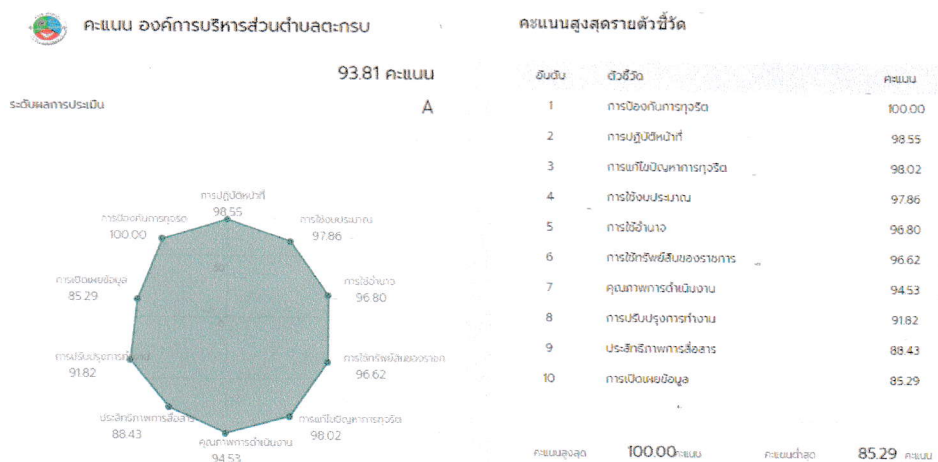 คะแนน องค์การบริหารส่วนตำบลตะกรบ
93.81 คะแนน
ระดับผลการประเมิน
A
การปฏิบัติหน้าที่
98.55
การป้องกันการทุจริต
100.00
การใช้งบประมาณ
97.86
50
การเปิดเผยข้อมูล
85.29
การใช้อำนาจ
96.80
การปรับปรุงการทำงาน
91.82
การใช้ทรัพย์สินของราชก
96.62
ประสิทธิภาพการสื่อสาร
88.43
การแก้ไขปัญหาการทุจริต
98.02
คุณภาพการดำเนินงาน
94.53
คะแนนสูงสุดรายตัวชี้วัด
อันดับ ตัวชี้วัด คะแนน
1 การป้องกันการทุจริต 100.00
2 การปฏิบัติหน้าที่ 98.55
3 การแก้ไขปัญหาการทุจริต 98.02
4 การใช้งบประมาณ 97.86
5 การใช้อำนาจ 96.80
6 การใช้ทรัพย์สินของราชการ 96.62
7 คุณภาพการดำเนินงาน 94.53
8 การปรับปรุงการทำงาน 91.82
9 ประสิทธิภาพการสื่อสาร 88.43
10 การเปิดเผยข้อมูล 85.29
คะแนนสูงสุด 100.00 คะแนน คะแนนต่ำสุด 85.29 คะแนน